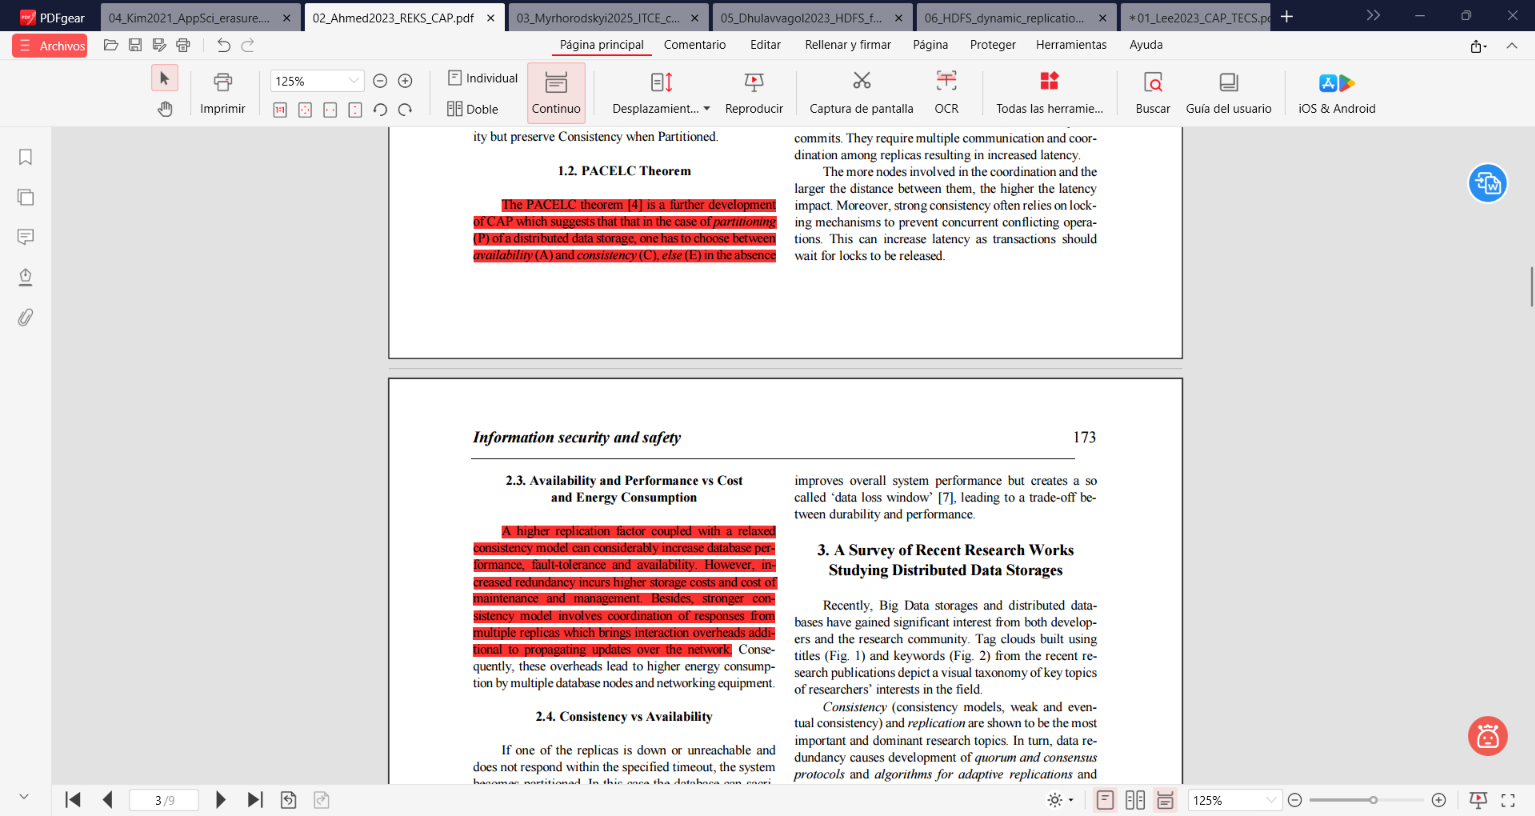 PDFgear
04_Kim2021_AppSci_erasure....
02_Ahmed2023_REKS_CAP.pdf
03_Myrhorodskyi2025_ITCE_c...
05_Dhulavvagol2023_HDFS_f...
06_HDFS_dynamic_replicatio...
*01_Lee2023_CAP_TECS.pd
Archivos
Página principal
Comentario
Editar
Rellenar y firmar
Página
Proteger
Herramientas
Ayuda
Imprimir
125%
Individual
Doble
Continuo
Desplazamient...
Reproducir
Captura de pantalla
OCR
Todas las herramie...
Buscar
Guía del usuario
iOS & Android
ity but preserve Consistency when Partitioned.
1.2. PACELC Theorem
The PACELC theorem [4] is a further development
of CAP which suggests that that in the case of partitioning
(P) of a distributed data storage, one has to choose between
availability (A) and consistency (C), else (E) in the absence
commits. They require multiple communication and coor-
dination among replicas resulting in increased latency.
The more nodes involved in the coordination and the
larger the distance between them, the higher the latency
impact. Moreover, strong consistency often relies on lock-
ing mechanisms to prevent concurrent conflicting opera-
tions. This can increase latency as transactions should
wait for locks to be released.
Information security and safety
173
2.3. Availability and Performance vs Cost
and Energy Consumption
A higher replication factor coupled with a relaxed
consistency model can considerably increase database per-
formance, fault-tolerance and availability. However, in-
creased redundancy incurs higher storage costs and cost of
maintenance and management. Besides, stronger con-
sistency model involves coordination of responses from
multiple replicas which brings interaction overheads addi-
tional to propagating updates over the network. Conse-
quently, these overheads lead to higher energy consump-
tion by multiple database nodes and networking equipment.
2.4. Consistency vs Availability
If one of the replicas is down or unreachable and
does not respond within the specified timeout, the system
becomes partitioned. In this case the database can sacri-
improves overall system performance but creates a so
called ‘data loss window’ [7], leading to a trade-off be-
tween durability and performance.
3. A Survey of Recent Research Works
Studying Distributed Data Storages
Recently, Big Data storages and distributed data-
bases have gained significant interest from both develop-
ers and the research community. Tag clouds built using
titles (Fig. 1) and keywords (Fig. 2) from the recent re-
search publications depict a visual taxonomy of key topics
of researchers’ interests in the field.
Consistency (consistency models, weak and even-
tual consistency) and replication are shown to be the most
important and dominant research topics. In turn, data re-
dundancy causes development of quorum and consensus
protocols and algorithms for adaptive replications and
3/9
125%